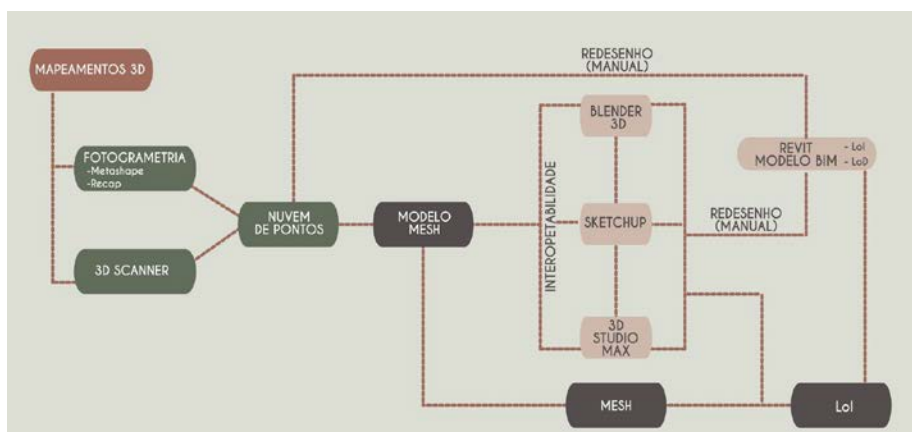 MAPEAMENTOS 3D
FOTOGRAMETRIA
-Metashape
-Recap
3D SCANNER
NUVEM
DE PONTOS
MODELO
MESH
INTEROPETABILIDADE
BLENDER
3D
SKETCHUP
3D
STUDIO
MAX
REDESENHO
(MANUAL)
REVIT - LoI
MODELO BIM - LoD
REDESENHO
(MANUAL)
MESH
LoI